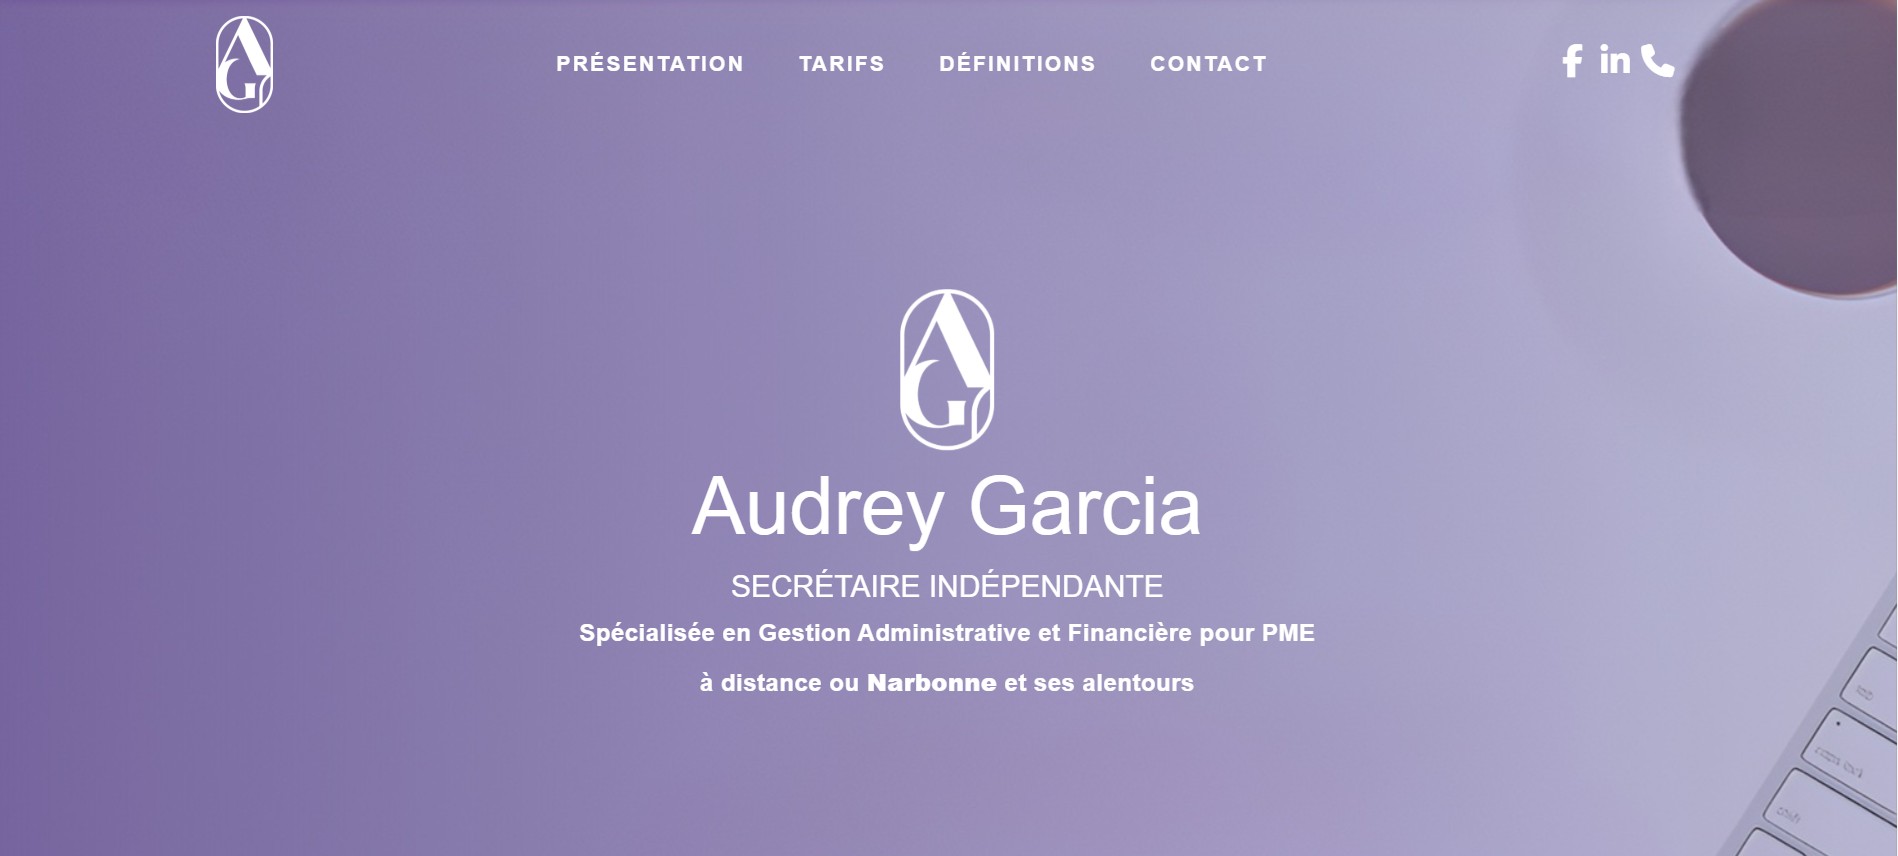 AG
PRÉSENTATION TARIFS DÉFINITIONS CONTACT
AG
Audrey Garcia
SECRÉTAIRE INDÉPENDANTE
Spécialisée en Gestion Administrative et Financière pour PME
à distance ou Narbonne et ses alentours
shift